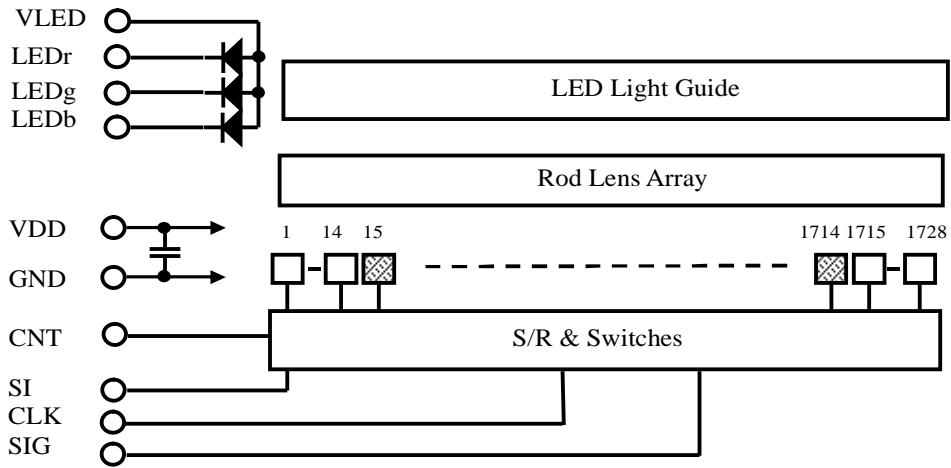 VLED
LEDr
LEDg
LEDb
LED Light Guide
Rod Lens Array
VDD
GND
1 14 15 1714 1715 1728
CNT
S/R & Switches
SI
CLK
SIG